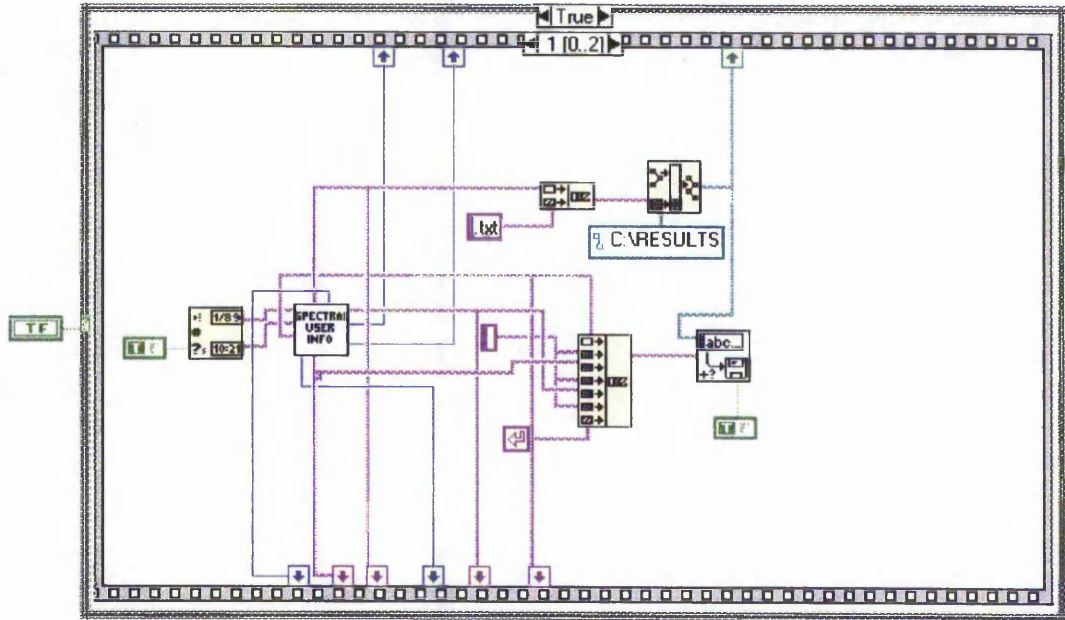 True
1 [0..2]
.txt
C:\RESULTS
TF
1/89
10:21
SPECTRAL
USER
INFO
T F
abc...
T F